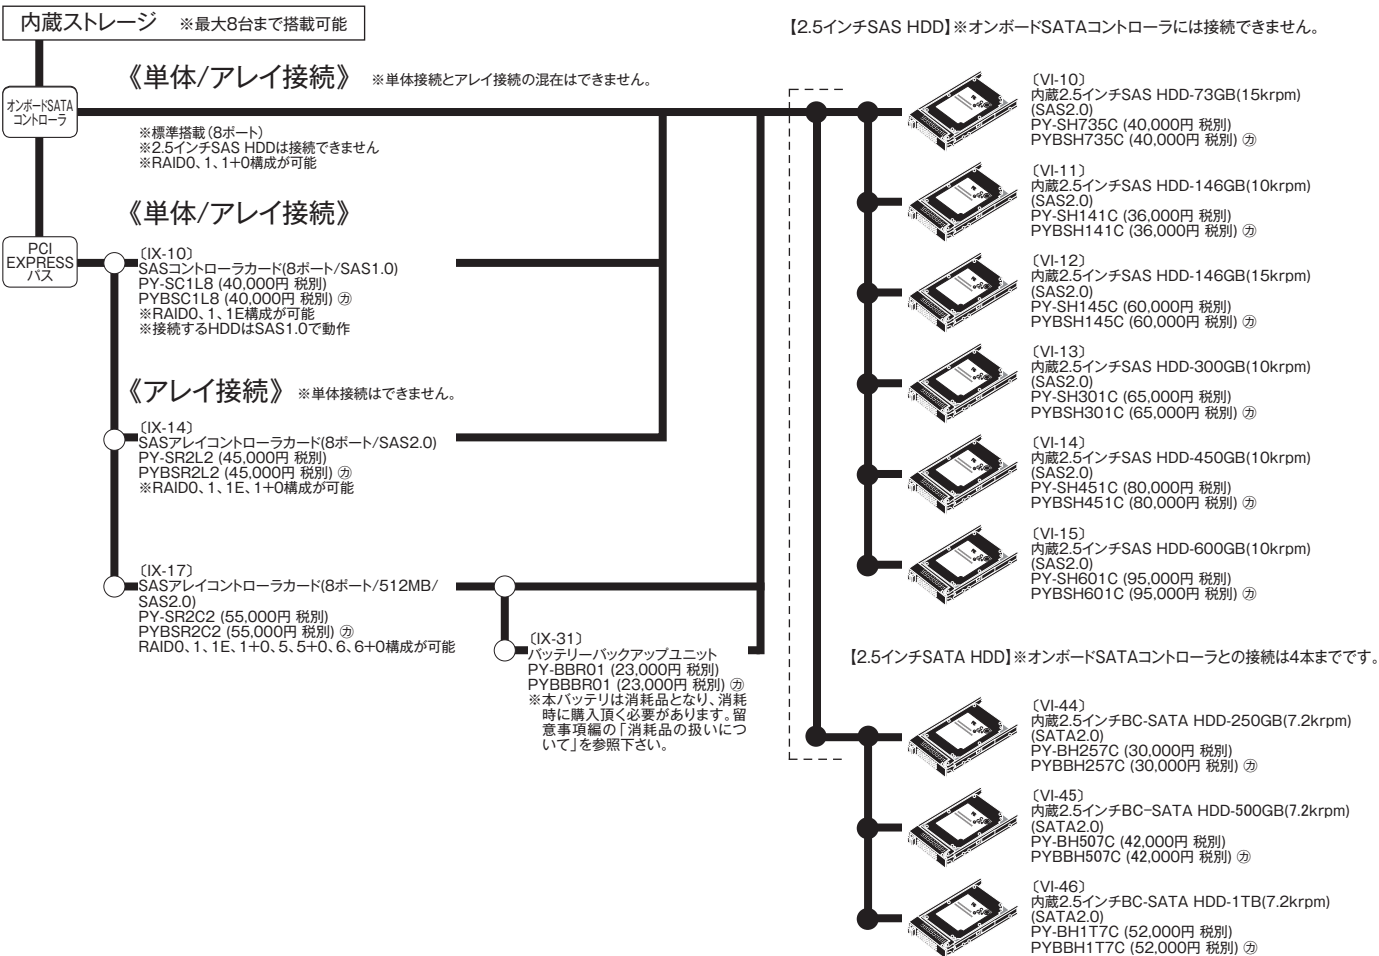 内蔵ストレージ ※最大8台まで搭載可能
オンボードSATA
コントローラ
《単体/アレイ接続》 ※単体接続とアレイ接続の混在はできません。
※標準搭載(8ポート)
※2.5インチSAS HDDは接続できません
※RAID0、1、1+0構成が可能
《単体/アレイ接続》
PCI
EXPRESS
バス
〔IX-10〕
SASコントローラカード(8ポート/SAS1.0)
PY-SC1L8 (40,000円 税別)
PYBSC1L8 (40,000円 税別) ㋕
※RAID0、1、1E構成が可能
※接続するHDDはSAS1.0で動作
《アレイ接続》 ※単体接続はできません。
〔IX-14〕
SASアレイコントローラカード(8ポート/SAS2.0)
PY-SR2L2 (45,000円 税別)
PYBSR2L2 (45,000円 税別) ㋕
※RAID0、1、1E、1+0構成が可能
〔IX-17〕
SASアレイコントローラカード(8ポート/512MB/
SAS2.0)
PY-SR2C2 (55,000円 税別)
PYBSR2C2 (55,000円 税別) ㋕
RAID0、1、1E、1+0、5、5+0、6、6+0構成が可能
〔IX-31〕
バッテリーバックアップユニット
PY-BBR01 (23,000円 税別)
PYBBBR01 (23,000円 税別) ㋕
※本バッテリは消耗品となり、消耗
時に購入頂く必要があります。留
意事項編の「消耗品の扱いにつ
いて」を参照下さい。
【2.5インチSAS HDD】※オンボードSATAコントローラには接続できません。
〔VI-10〕
内蔵2.5インチSAS HDD-73GB(15krpm)
(SAS2.0)
PY-SH735C (40,000円 税別)
PYBSH735C (40,000円 税別) ㋕
〔VI-11〕
内蔵2.5インチSAS HDD-146GB(10krpm)
(SAS2.0)
PY-SH141C (36,000円 税別)
PYBSH141C (36,000円 税別) ㋕
〔VI-12〕
内蔵2.5インチSAS HDD-146GB(15krpm)
(SAS2.0)
PY-SH145C (60,000円 税別)
PYBSH145C (60,000円 税別) ㋕
〔VI-13〕
内蔵2.5インチSAS HDD-300GB(10krpm)
(SAS2.0)
PY-SH301C (65,000円 税別)
PYBSH301C (65,000円 税別) ㋕
〔VI-14〕
内蔵2.5インチSAS HDD-450GB(10krpm)
(SAS2.0)
PY-SH451C (80,000円 税別)
PYBSH451C (80,000円 税別) ㋕
〔VI-15〕
内蔵2.5インチSAS HDD-600GB(10krpm)
(SAS2.0)
PY-SH601C (95,000円 税別)
PYBSH601C (95,000円 税別) ㋕
【2.5インチSATA HDD】※オンボードSATAコントローラとの接続は4本までです。
〔VI-44〕
内蔵2.5インチBC-SATA HDD-250GB(7.2krpm)
(SATA2.0)
PY-BH257C (30,000円 税別)
PYBBH257C (30,000円 税別) ㋕
〔VI-45〕
内蔵2.5インチBC-SATA HDD-500GB(7.2krpm)
(SATA2.0)
PY-BH507C (42,000円 税別)
PYBBH507C (42,000円 税別) ㋕
〔VI-46〕
内蔵2.5インチBC-SATA HDD-1TB(7.2krpm)
(SATA2.0)
PY-BH1T7C (52,000円 税別)
PYBBH1T7C (52,000円 税別) ㋕